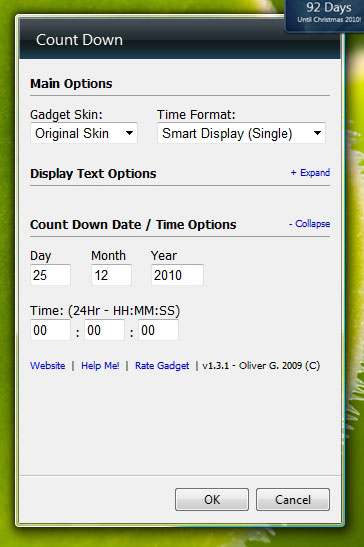 92 Days
Until Christmas 2010!
Count Down
Main Options
Gadget Skin: Time Format:
Original Skin Smart Display (Single)
Display Text Options + Expand
Count Down Date / Time Options - Collapse
Day Month Year
25 12 2010
Time: (24Hr - HH:MM:SS)
00 : 00 : 00
Website | Help Me! | Rate Gadget | v1.3.1 - Oliver G. 2009 (C)
OK Cancel